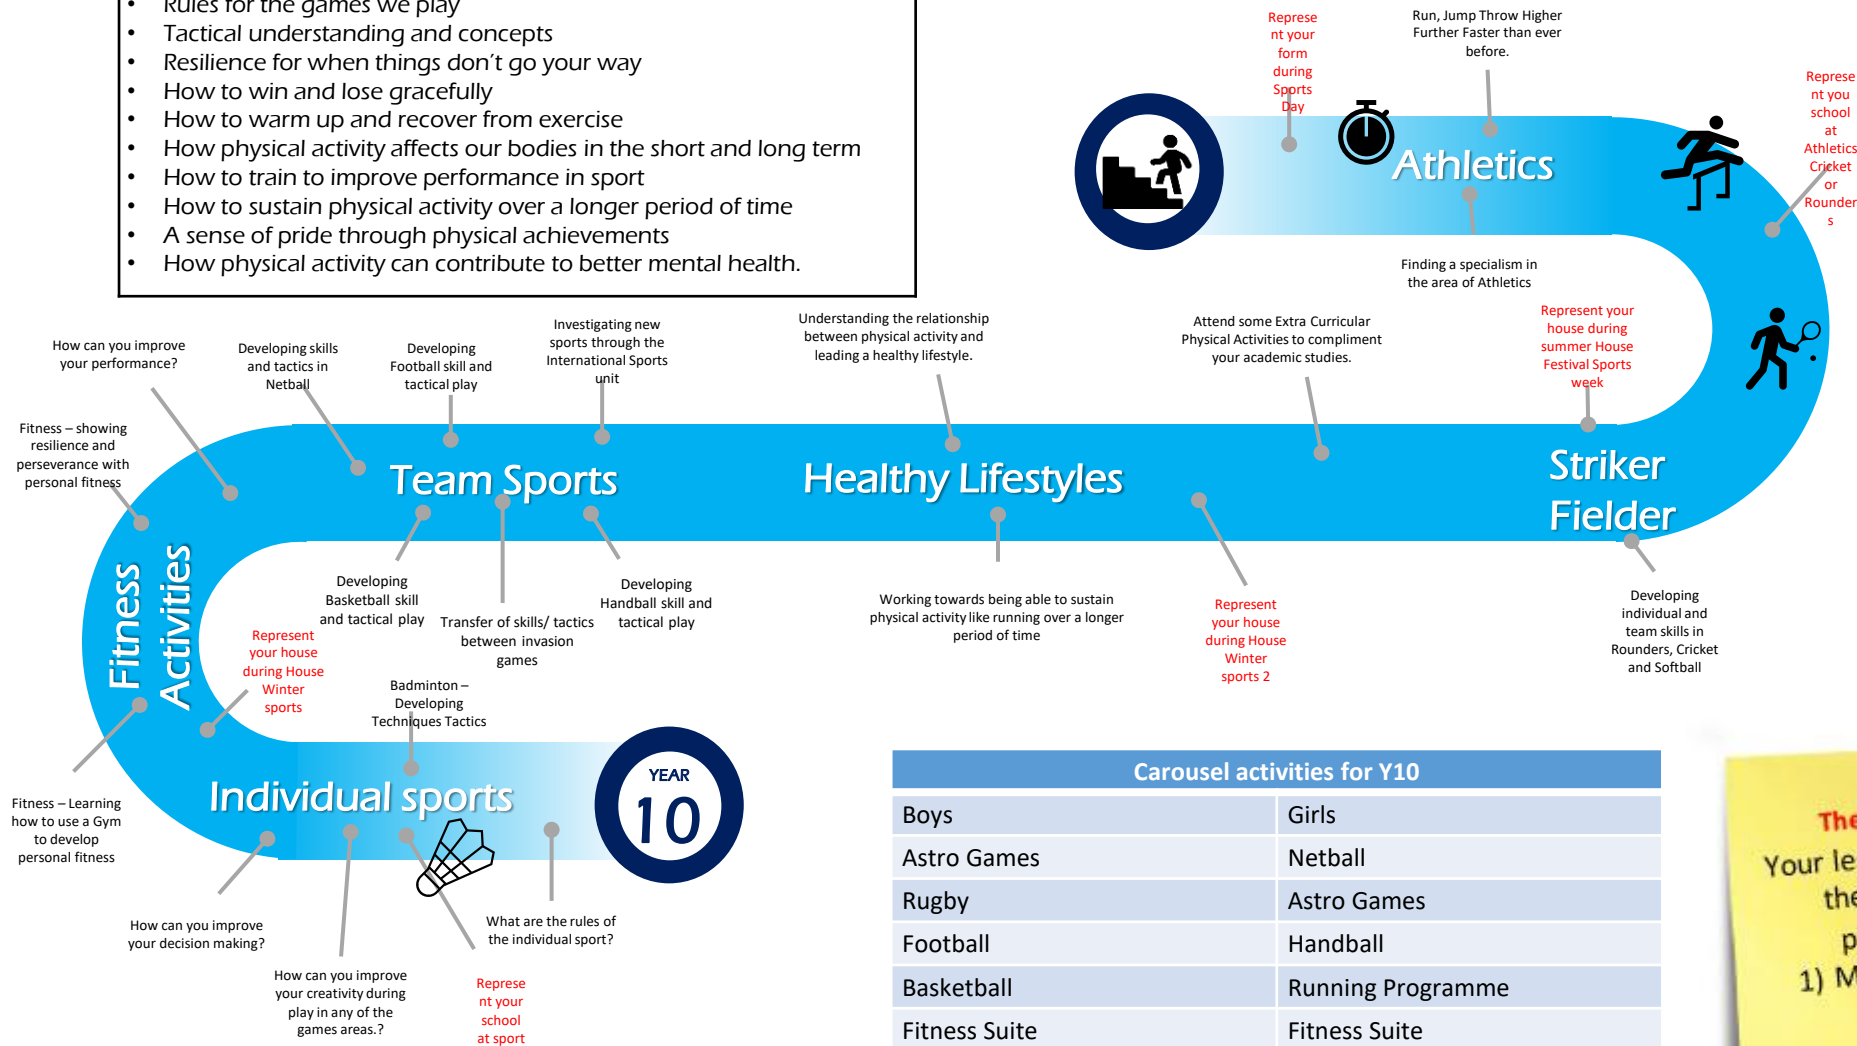 • Rules for the games we play
• Tactical understanding and concepts
• Resilience for when things don't go your way
• How to win and lose gracefully
• How to warm up and recover from exercise
• How physical activity affects our bodies in the short and long term
• How to train to improve performance in sport
• How to sustain physical activity over a longer period of time
• A sense of pride through physical achievements
• How physical activity can contribute to better mental health.
Represe
nt your
form
during
Sports
Day
Run, Jump Throw Higher
Further Faster than ever
before.
Represe
nt you
school
at
Athletics
Cricket
or
Rounder
s
Athletics
Finding a specialism in
the area of Athletics
How can you improve
your performance?
Developing skills
and tactics in
Netball
Developing
Football skill and
tactical play
Investigating new
sports through the
International Sports
unit
Understanding the relationship
between physical activity and
leading a healthy lifestyle.
Attend some Extra Curricular
Physical Activities to compliment
your academic studies.
Represent your
house during
summer House
Festival Sports
week
Fitness – showing
resilience and
perseverance with
personal fitness
Team Sports
Healthy Lifestyles
Striker
Fielder
Fitness
Activities
Developing
Basketball skill
and tactical play
Transfer of skills/ tactics
between invasion
games
Developing
Handball skill and
tactical play
Working towards being able to sustain
physical activity like running over a longer
period of time
Represent
your house
during House
Winter
sports 2
Developing
individual and
team skills in
Rounders, Cricket
and Softball
Represent
your house
during House
Winter
sports
Badminton –
Developing
Techniques Tactics
Individual sports
YEAR
10
Fitness – Learning
how to use a Gym
to develop
personal fitness
How can you improve
your decision making?
How can you improve
your creativity during
play in any of the
games areas.?
Represe
nt your
school
at sport
What are the rules of
the individual sport?
Carousel activities for Y10
Boys Girls
Astro Games Netball
Rugby Astro Games
Football Handball
Basketball Running Programme
Fitness Suite Fitness Suite
The
Your le
the
p
1) M